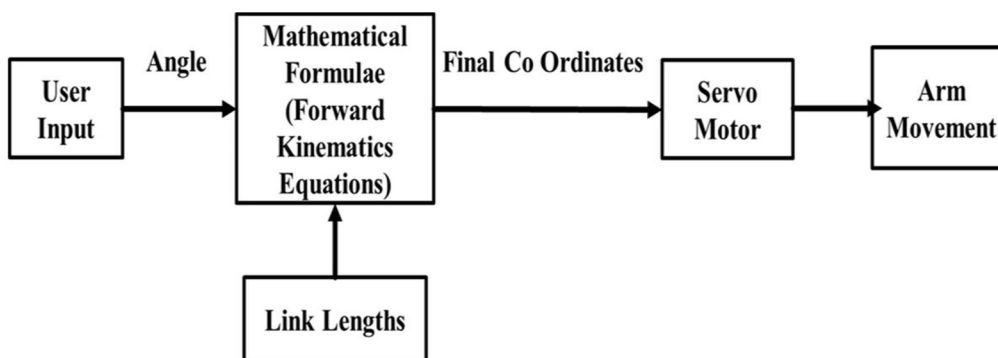 User
Input
Angle
Mathematical
Formulae
(Forward
Kinematics
Equations)
Final Co Ordinates
Servo
Motor
Arm
Movement
Link Lengths